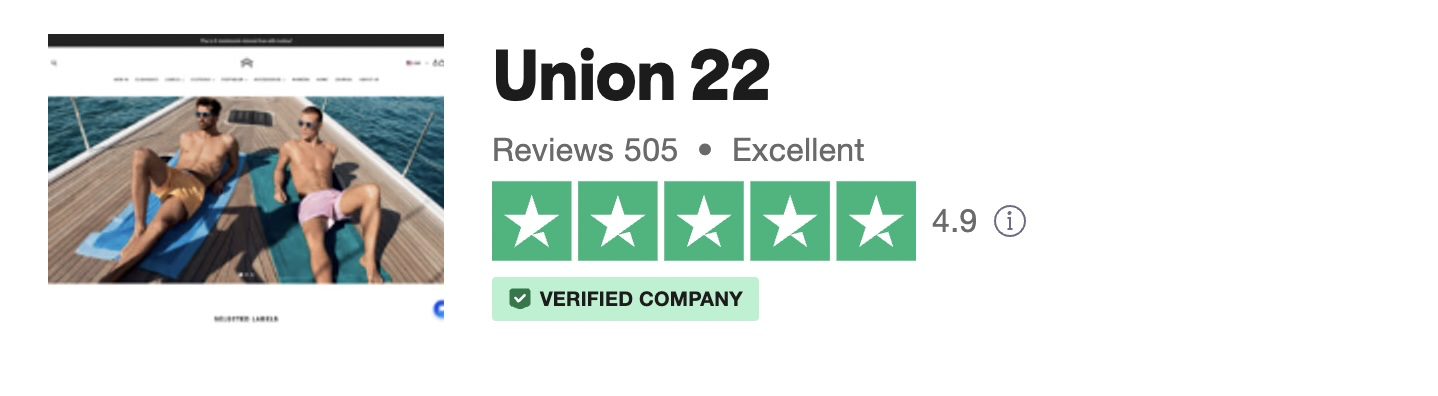 Union 22
Reviews 505 • Excellent
4.9
VERIFIED COMPANY
SELECTED LABELS